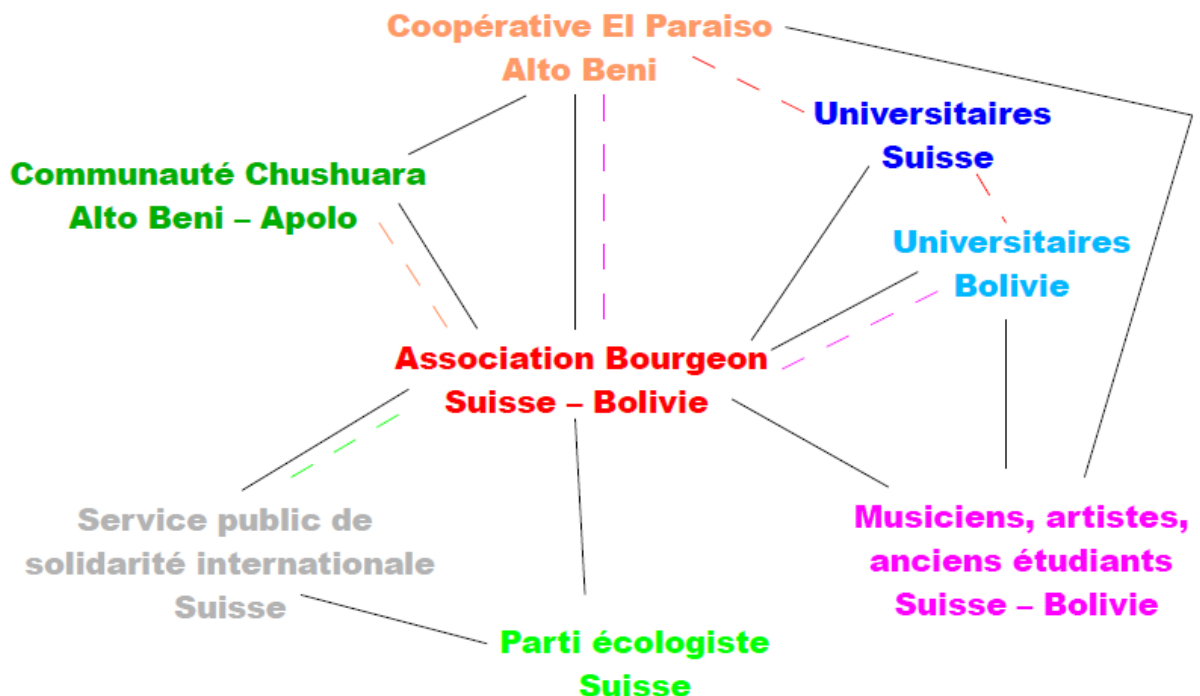 Coopérative El Paraiso
Alto Beni
Universitaires
Suisse
Communauté Chushuara
Alto Beni – Apolo
Universitaires
Bolivie
Association Bourgeon
Suisse – Bolivie
Service public de
solidarité internationale
Suisse
Musiciens, artistes,
anciens étudiants
Suisse – Bolivie
Parti écologiste
Suisse